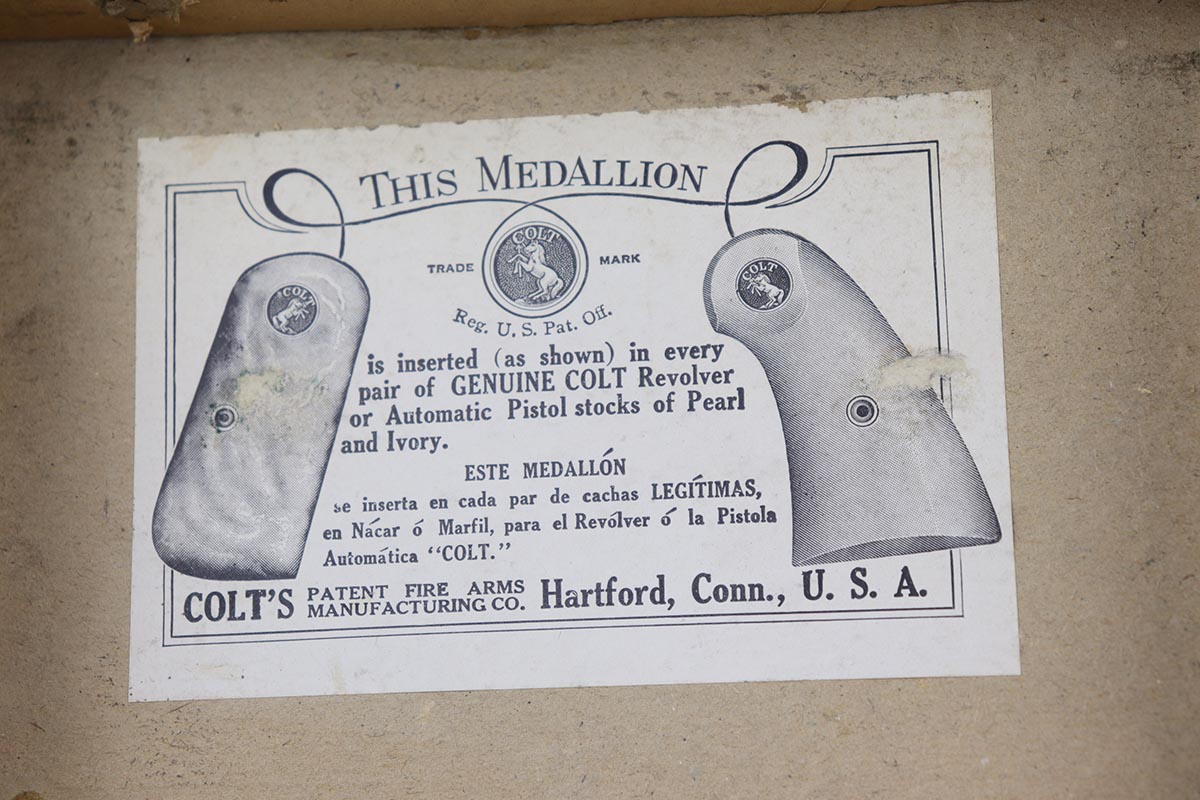 THIS MEDALLION
COLT
TRADE MARK
Reg. U. S. Pat. Off.
COLT
COLT
is inserted (as shown) in every
pair of GENUINE COLT Revolver
or Automatic Pistol stocks of Pearl
and Ivory.
ESTE MEDALLÓN
se inserta en cada par de cachas LEGÍTIMAS,
en Nácar ó Marfil, para el Revólver ó la Pistola
Automática “COLT.”
COLT'S PATENT FIRE ARMS
MANUFACTURING CO. Hartford, Conn., U. S. A.